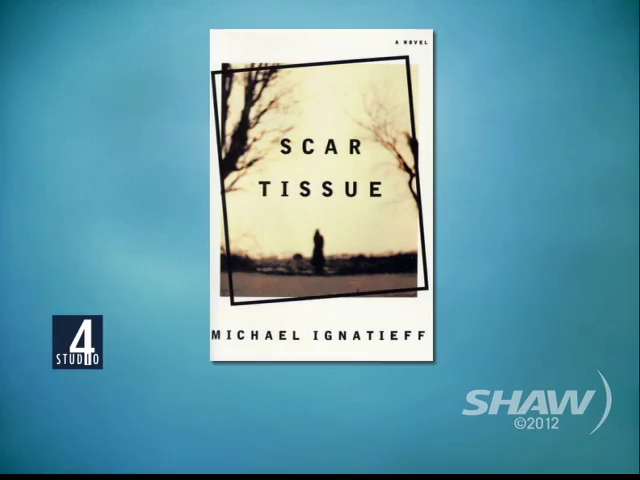 A NOVEL
SCAR
TISSUE
MICHAEL IGNATIEFF
4
STUDIO
SHAW)
©2012